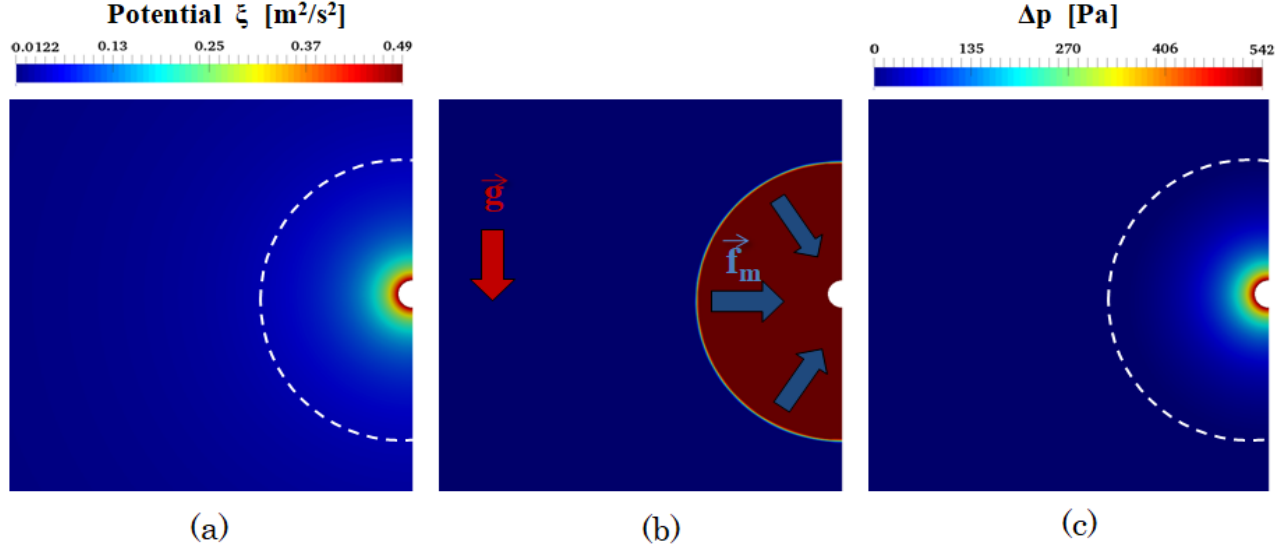 Potential ξ [m²/s²]
0.0122 0.13 0.25 0.37 0.49
Δp [Pa]
0 135 270 406 542
g⃗
f⃗ₘ
(a)
(b)
(c)